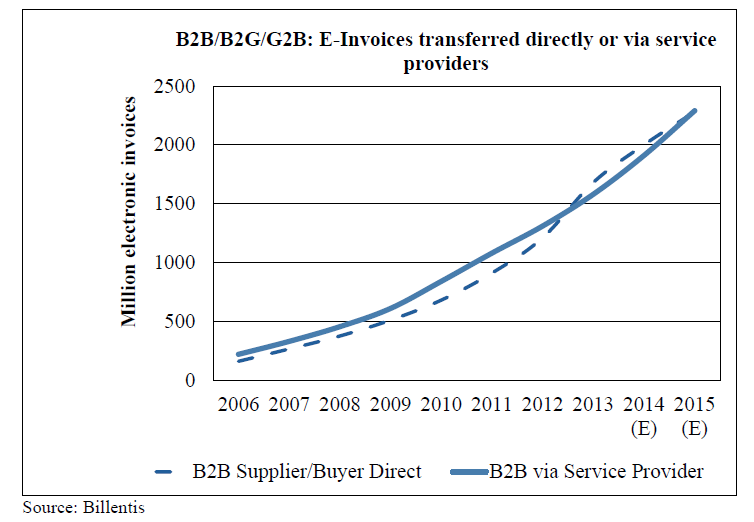 B2B/B2G/G2B: E-Invoices transferred directly or via service
providers
Million electronic invoices
2500
2000
1500
1000
500
0
2006 2007 2008 2009 2010 2011 2012 2013 2014 2015
(E) (E)
B2B Supplier/Buyer Direct B2B via Service Provider
Source: Billentis